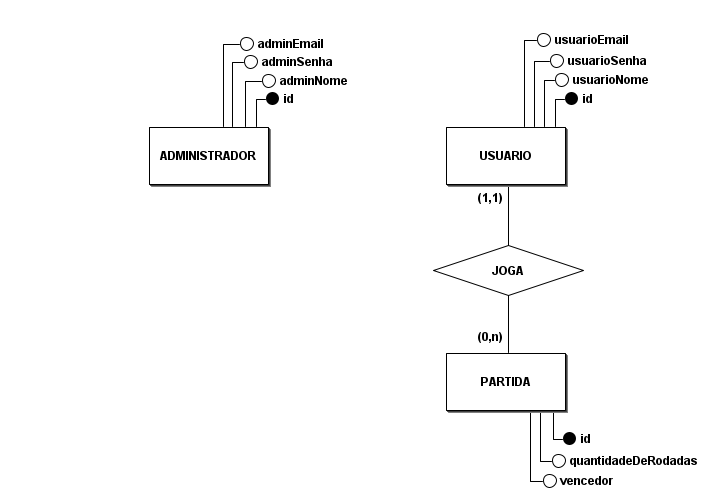 adminEmail
adminSenha
adminNome
id
ADMINISTRADOR
usuarioEmail
usuarioSenha
usuarioNome
id
USUARIO
(1,1)
JOGA
(0,n)
PARTIDA
id
quantidadeDeRodadas
vencedor